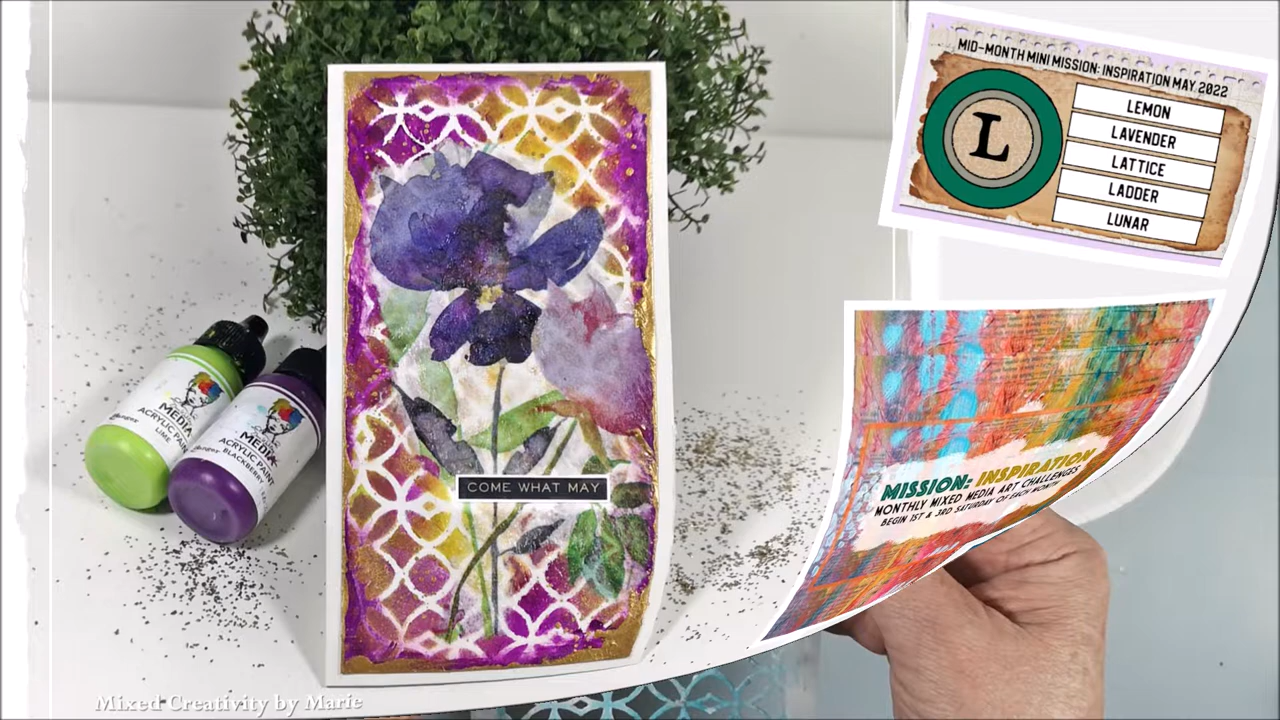 MID-MONTH MINI MISSION: INSPIRATION MAY 2022
L
LEMON
LAVENDER
LATTICE
LADDER
LUNAR
MEDIA
ACRYLIC PAINT
LIME
MEDIA
ACRYLIC PAINT
BLACKBERRY
COME WHAT MAY
MISSION: INSPIRATION
MONTHLY MIXED MEDIA ART CHALLENGES
BEGIN 1ST & 3RD SATURDAY OF EACH MONTH
Mixed Creativity by Marie